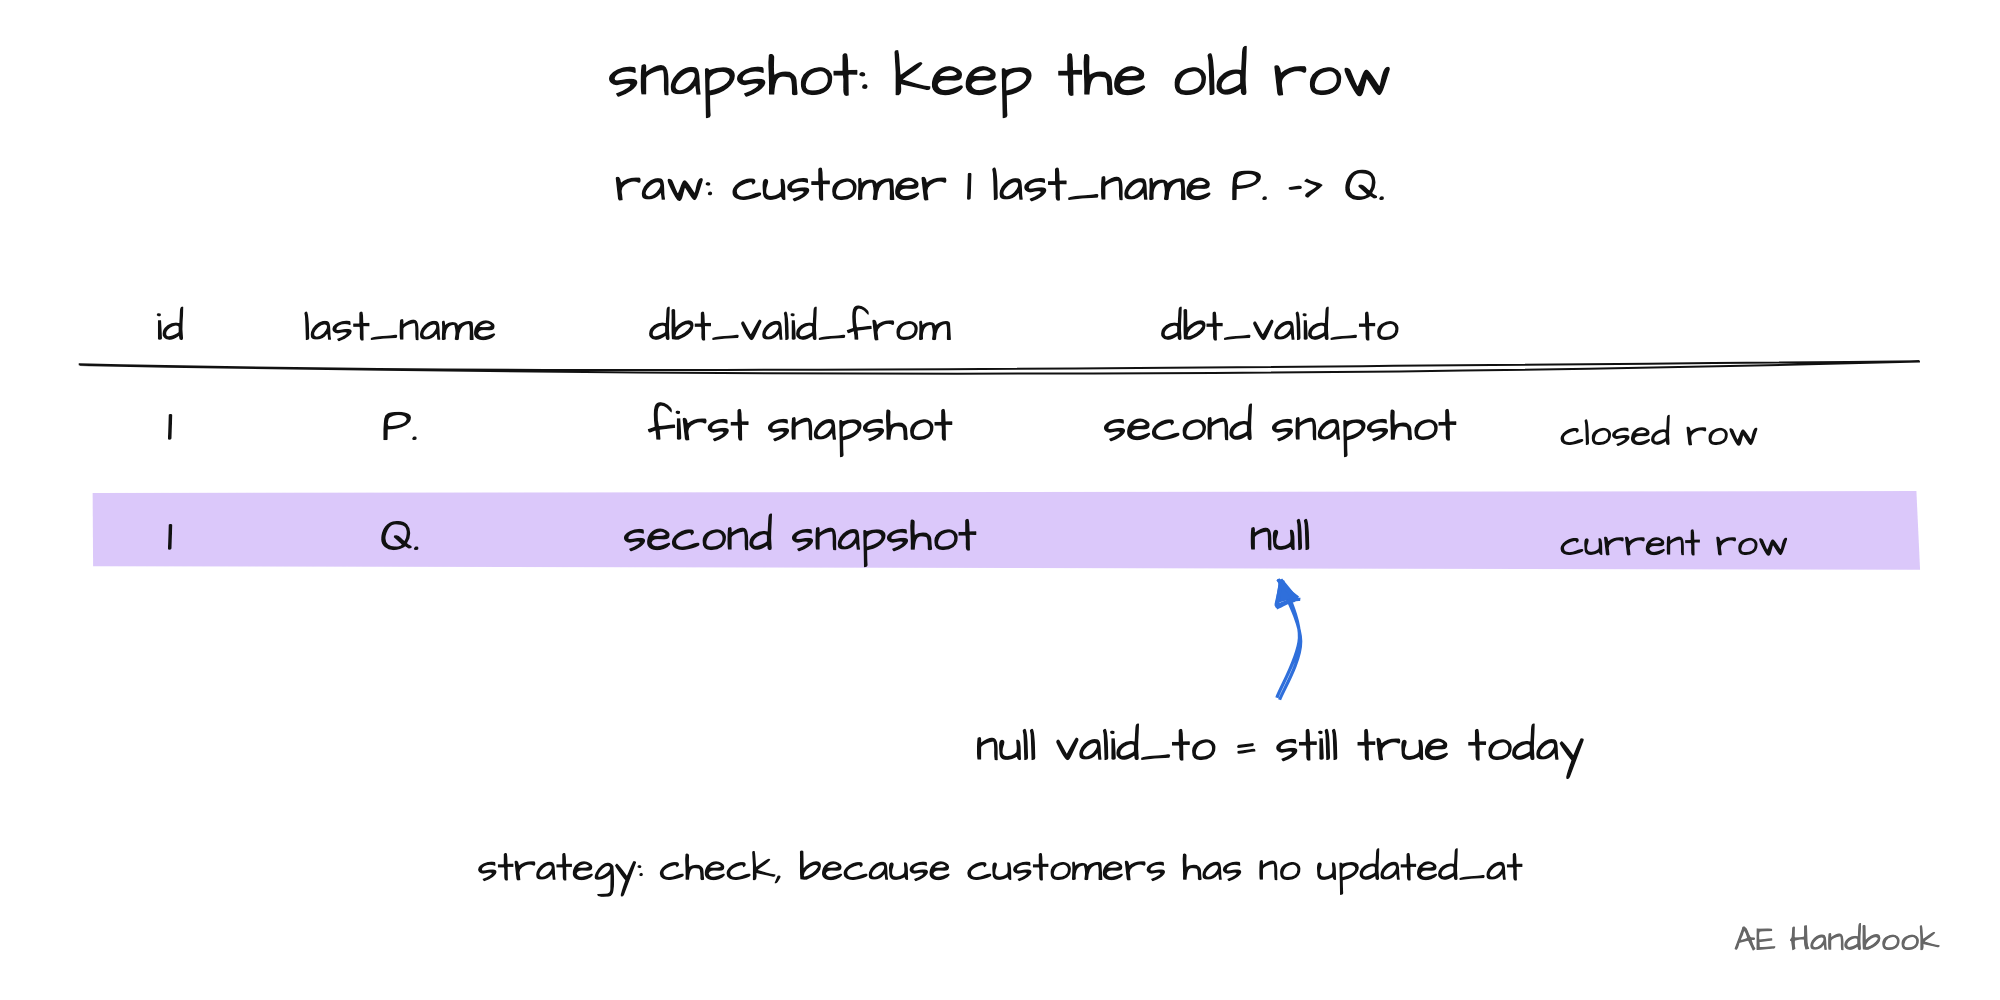 snapshot: keep the old row
raw: customer 1 last_name P. -> Q.
id last_name dbt_valid_from dbt_valid_to
1 P. first snapshot second snapshot closed row
1 Q. second snapshot null current row
null valid_to = still true today
strategy: check, because customers has no updated_at
AE Handbook